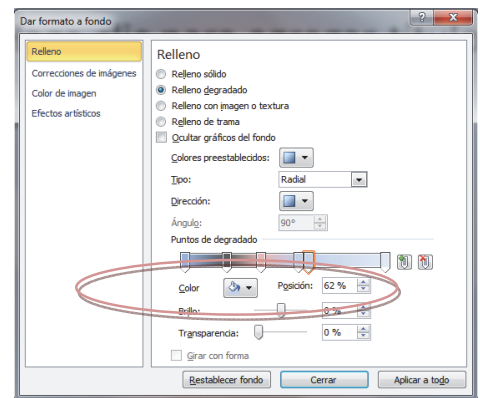 Dar formato a fondo
Relleno
Correcciones de imágenes
Color de imagen
Efectos artísticos
Relleno
Relleno sólido
Relleno degradado
Relleno con imagen o textura
Relleno de trama
Ocultar gráficos del fondo
Colores preestablecidos:
Tipo: Radial
Dirección:
Ángulo: 90°
Puntos de degradado
Color Posición: 62 %
Brillo: 0 %
Transparencia: 0 %
Girar con forma
Restablecer fondo Cerrar Aplicar a todo